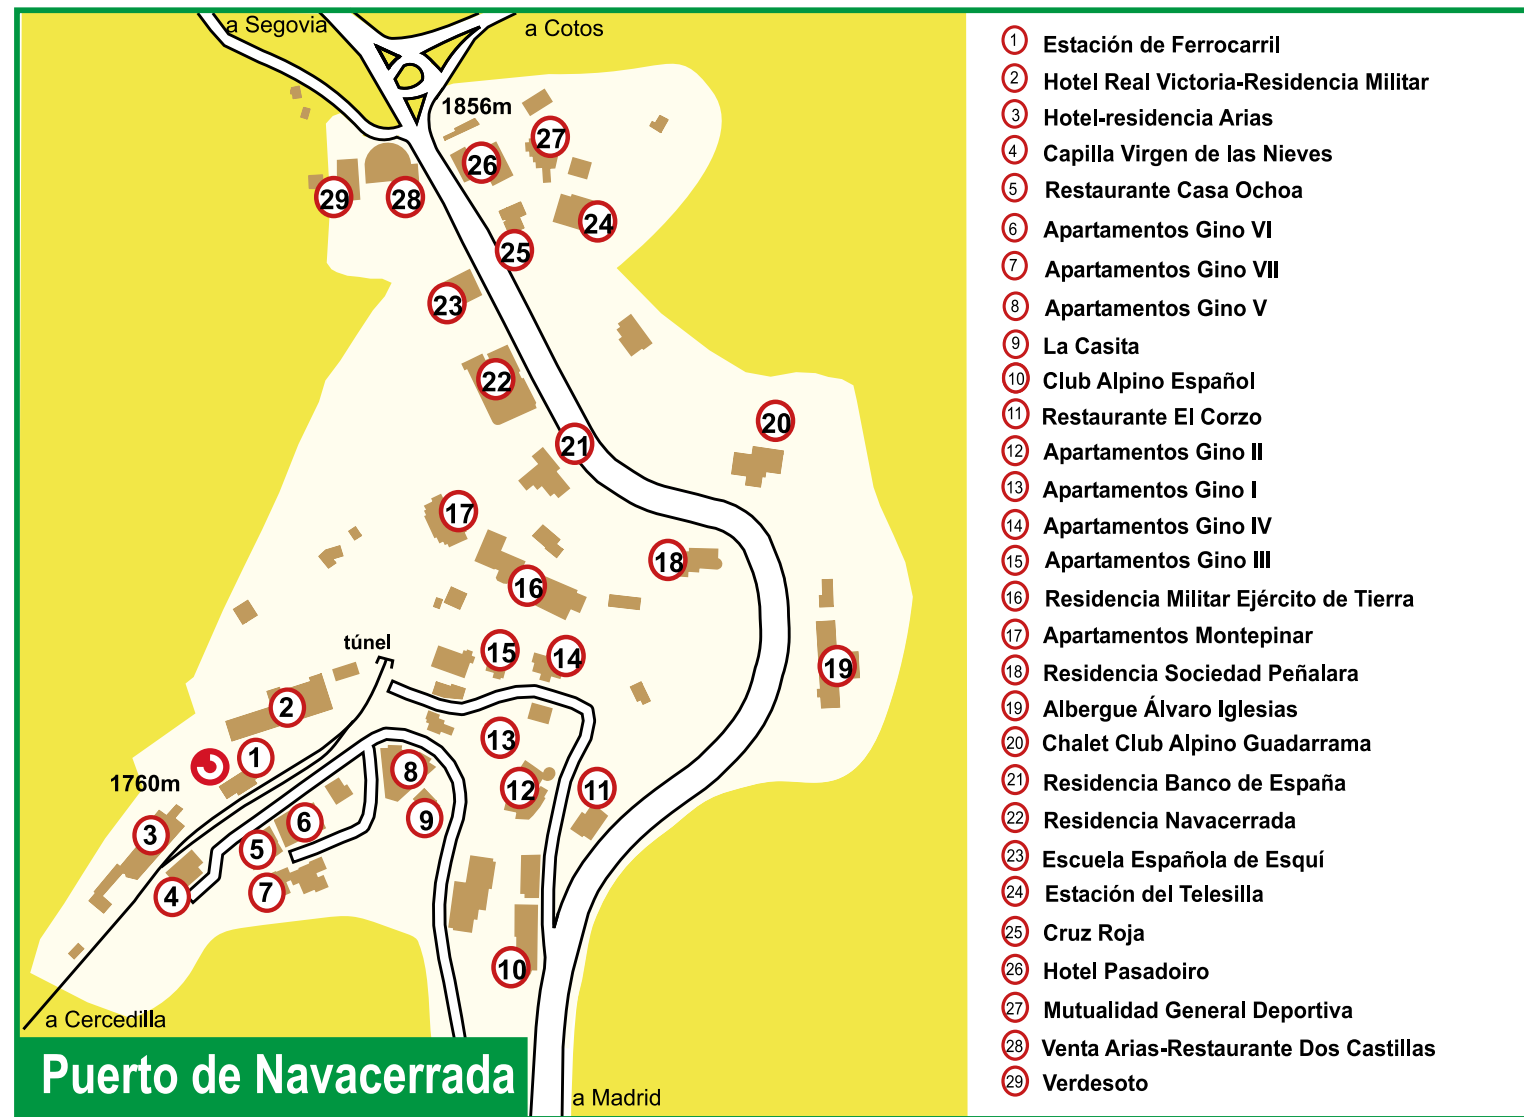 a Segovia
a Cotos
1856m
27
26
29
28
24
25
23
22
20
21
17
18
16
túnel
15
14
19
2
13
1
8
1760m
12
11
6
9
3
5
7
4
10
a Cercedilla
Puerto de Navacerrada
a Madrid
1 Estación de Ferrocarril
2 Hotel Real Victoria-Residencia Militar
3 Hotel-residencia Arias
4 Capilla Virgen de las Nieves
5 Restaurante Casa Ochoa
6 Apartamentos Gino VI
7 Apartamentos Gino VII
8 Apartamentos Gino V
9 La Casita
10 Club Alpino Español
11 Restaurante El Corzo
12 Apartamentos Gino II
13 Apartamentos Gino I
14 Apartamentos Gino IV
15 Apartamentos Gino III
16 Residencia Militar Ejército de Tierra
17 Apartamentos Montepinar
18 Residencia Sociedad Peñalara
19 Albergue Álvaro Iglesias
20 Chalet Club Alpino Guadarrama
21 Residencia Banco de España
22 Residencia Navacerrada
23 Escuela Española de Esquí
24 Estación del Telesilla
25 Cruz Roja
26 Hotel Pasadoiro
27 Mutualidad General Deportiva
28 Venta Arias-Restaurante Dos Castillas
29 Verdesoto